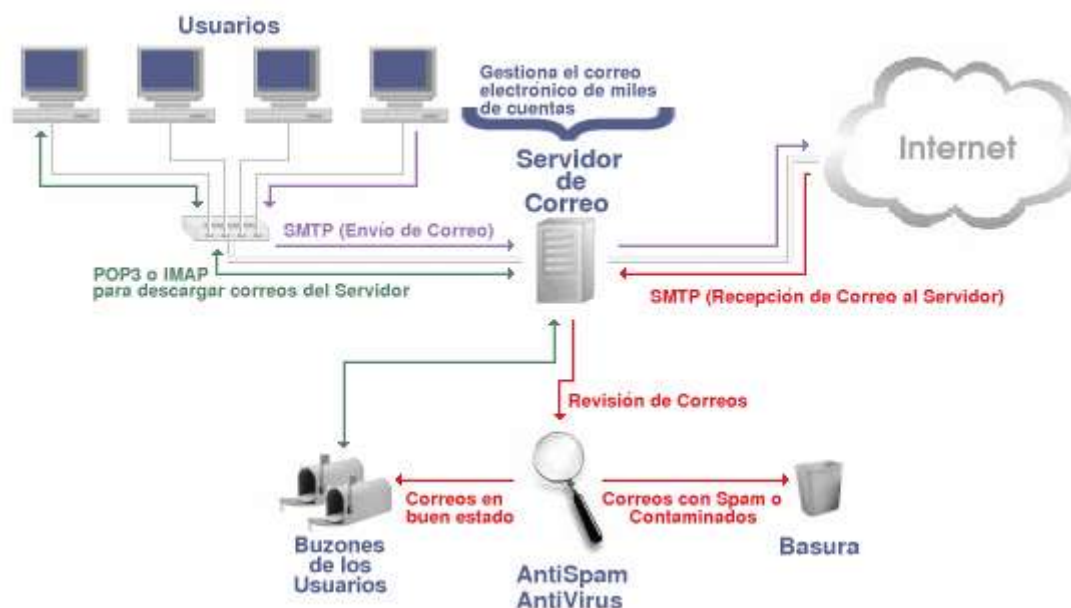 Usuarios
Gestiona el correo
electrónico de miles
de cuentas
Servidor
de
Correo
Internet
SMTP (Envío de Correo)
POP3 o IMAP
para descargar correos del Servidor
SMTP (Recepción de Correo al Servidor)
Revisión de Correos
Correos en
buen estado
Correos con Spam o
Contaminados
Buzones
de los
Usuarios
AntiSpam
AntiVirus
Basura